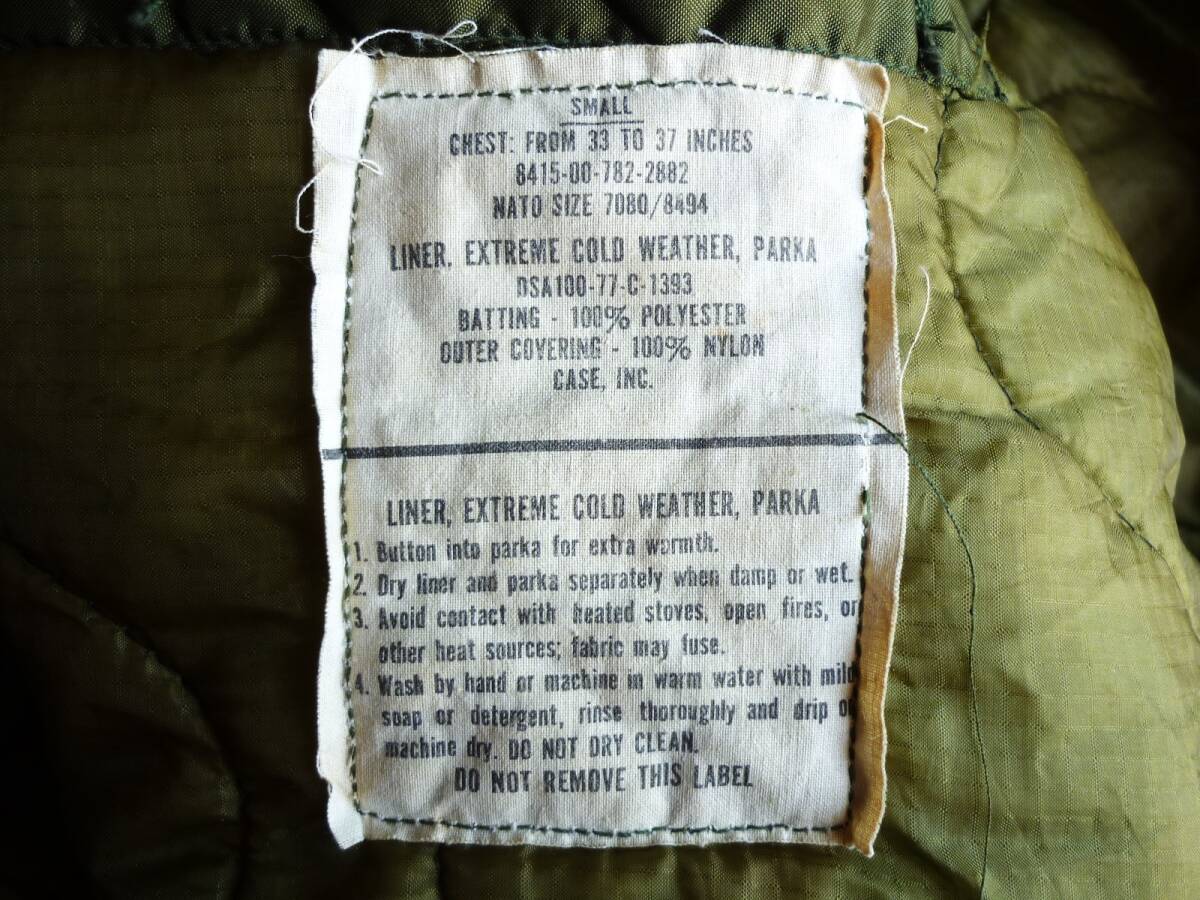 SMALL
CHEST: FROM 33 TO 37 INCHES
8415-00-782-2882
NATO SIZE 7080/8494
LINER, EXTREME COLD WEATHER, PARKA
DSA100-77-C-1393
BATTING - 100% POLYESTER
OUTER COVERING - 100% NYLON
CASE, INC.
LINER, EXTREME COLD WEATHER, PARKA
1. Button into parka for extra warmth.
2. Dry liner and parka separately when damp or wet.
3. Avoid contact with heated stoves, open fires, or
other heat sources; fabric may fuse.
4. Wash by hand or machine in warm water with mild
soap or detergent, rinse thoroughly and drip or
machine dry. DO NOT DRY CLEAN.
DO NOT REMOVE THIS LABEL